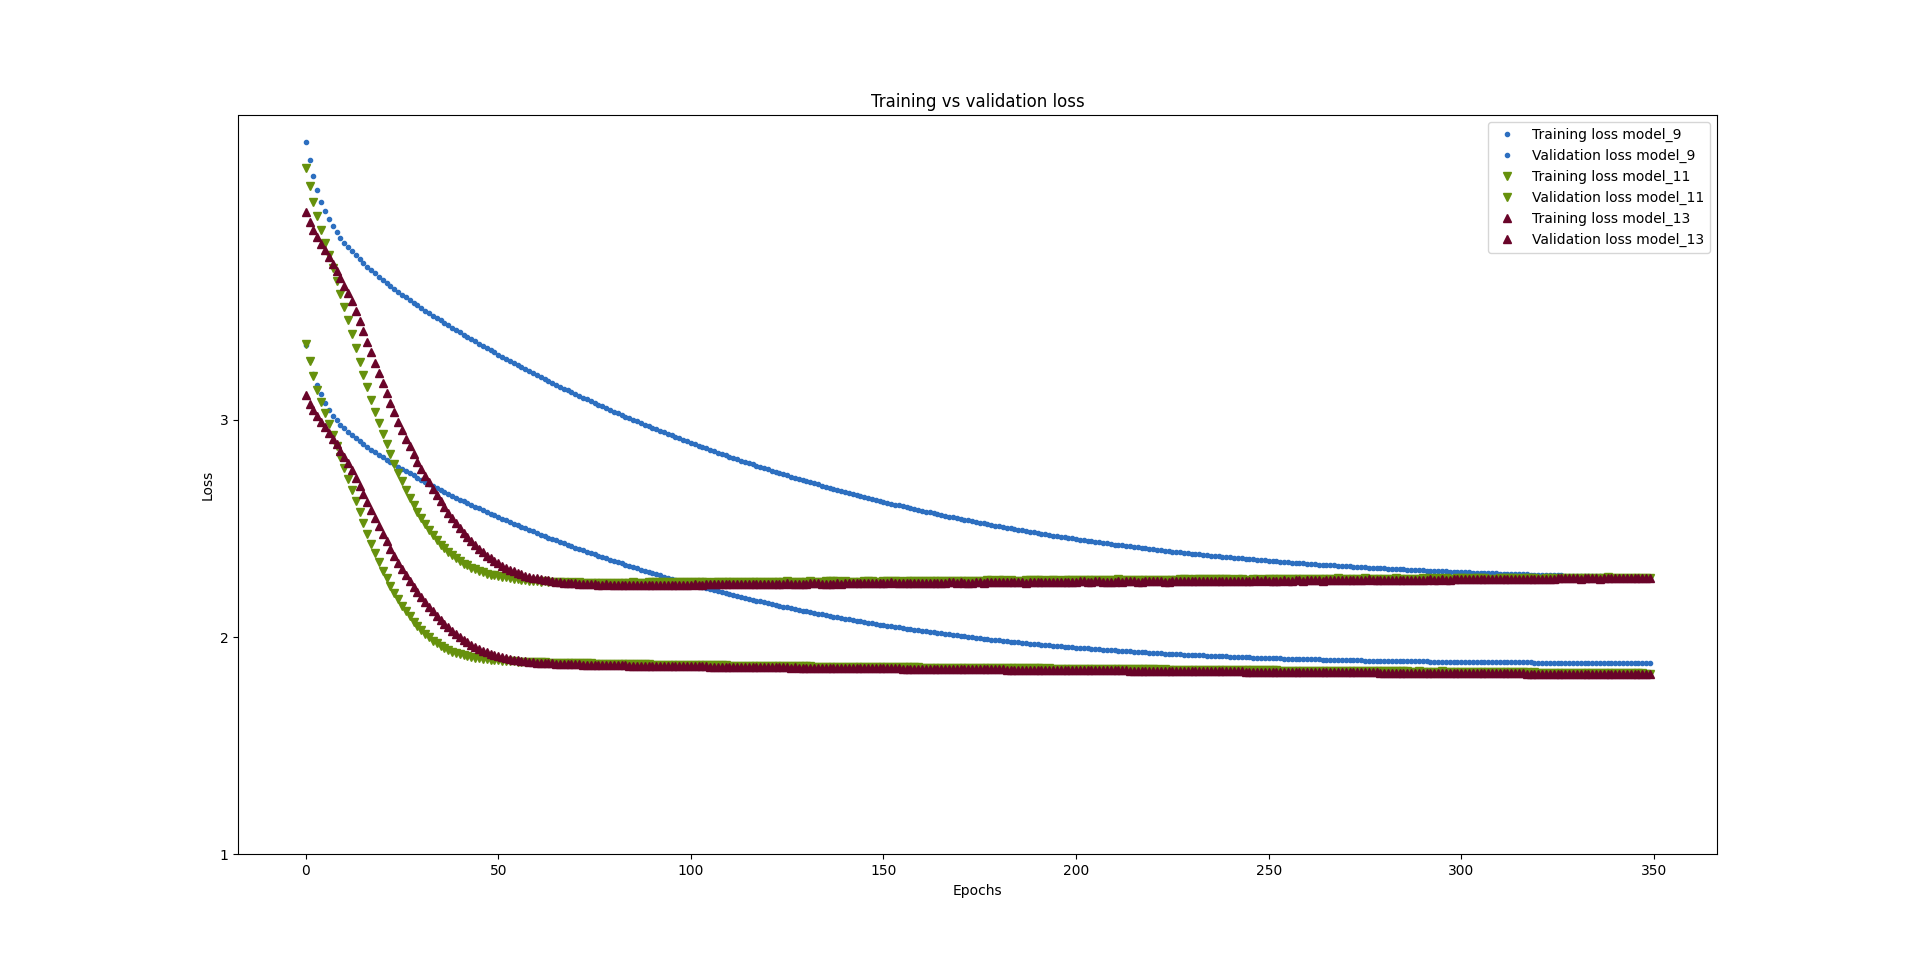 Training vs validation loss
Training loss model_9
Validation loss model_9
Training loss model_11
Validation loss model_11
Training loss model_13
Validation loss model_13
Loss
3
2
1
0 50 100 150 200 250 300 350
Epochs